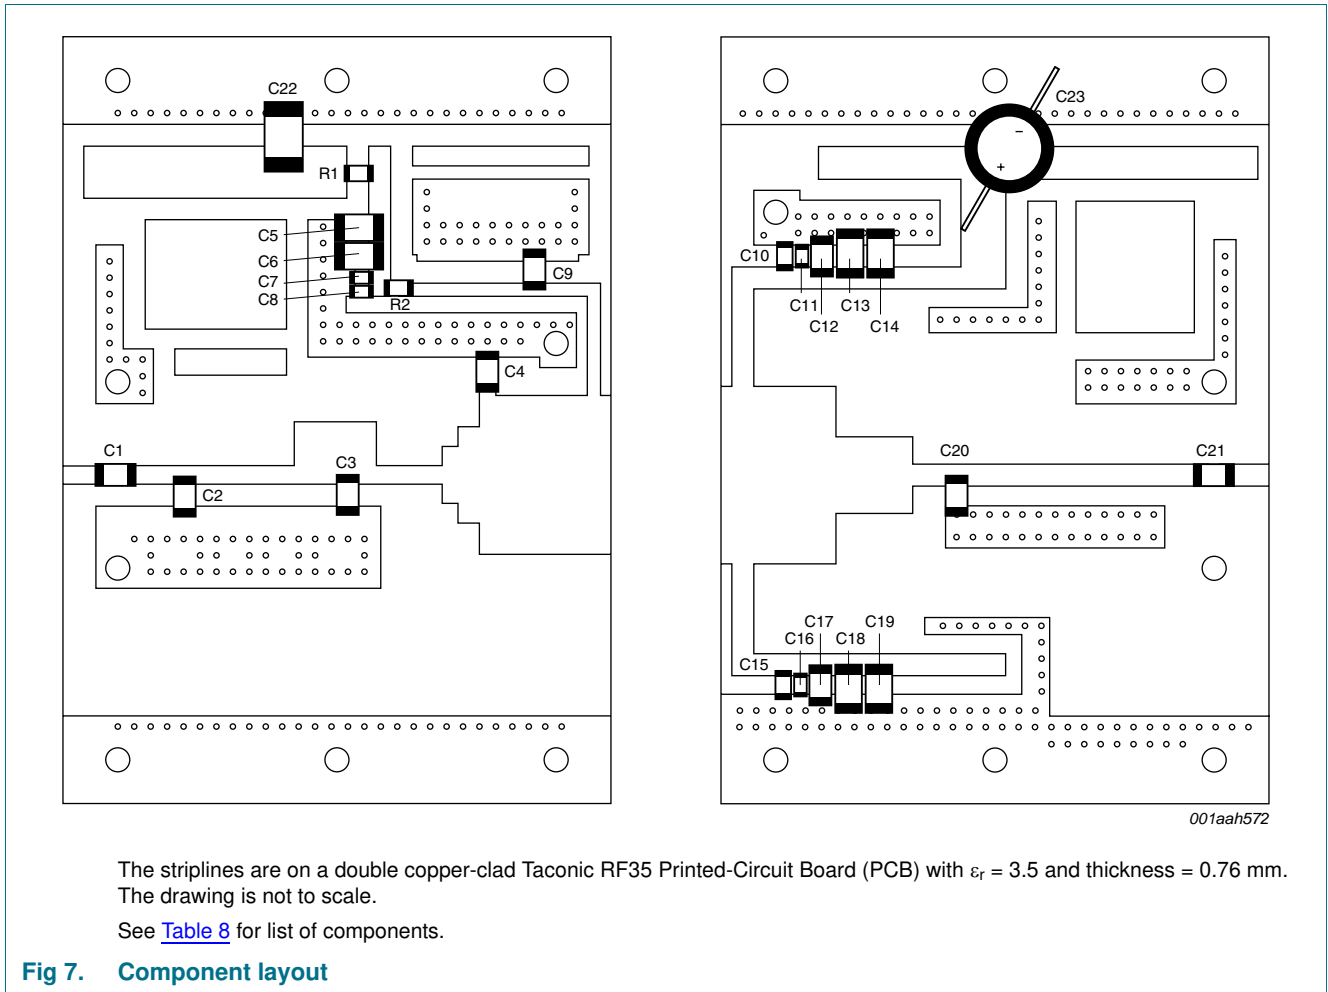 C22
R1
C5
C6
C7
C8
R2
C9
C4
C1
C2
C3
C23
−
+
C10
C11
C12
C13
C14
C20
C21
C17
C19
C16
C18
C15
001aah572
The striplines are on a double copper-clad Taconic RF35 Printed-Circuit Board (PCB) with εr = 3.5 and thickness = 0.76 mm.
The drawing is not to scale.
See Table 8 for list of components.
Fig 7. Component layout